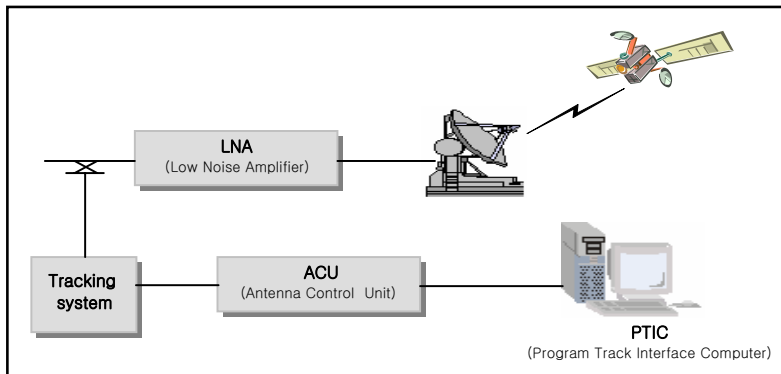 LNA
(Low Noise Amplifier)
Tracking
system
ACU
(Antenna Control Unit)
PTIC
(Program Track Interface Computer)